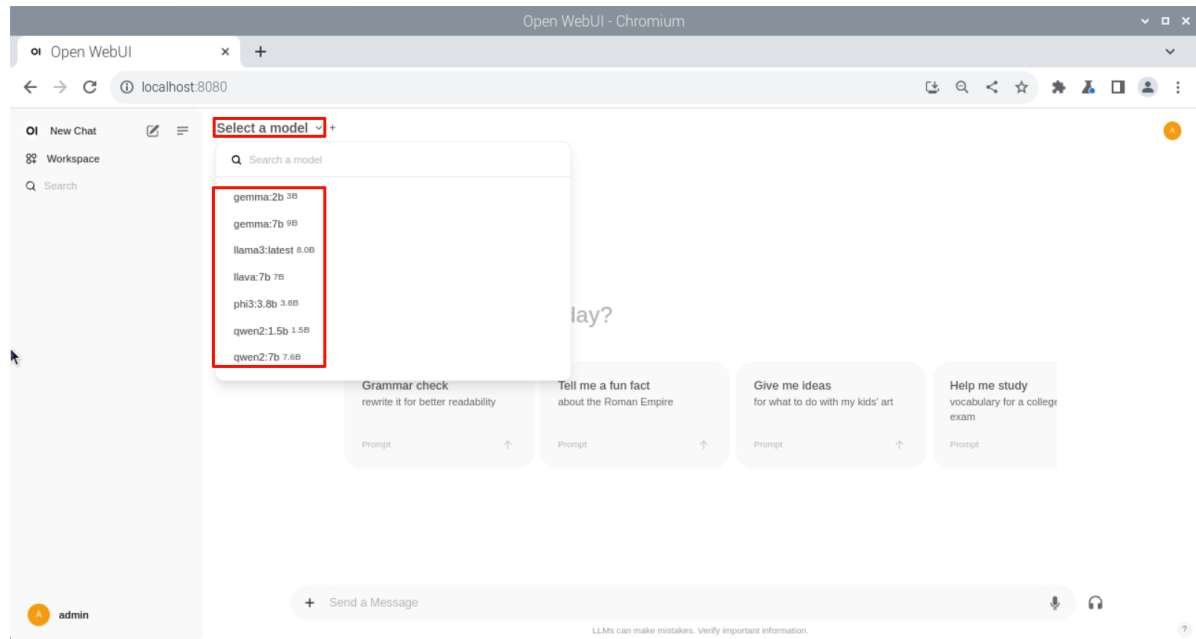 Open WebUI - Chromium
OI Open WebUI
localhost:8080
OI New Chat
Workspace
Search
Select a model
A
Search a model
gemma:2b 3B
gemma:7b 9B
llama3:latest 8.0B
llava:7b 7B
phi3:3.8b 3.8B
qwen2:1.5b 1.5B
qwen2:7b 7.6B
day?
Grammar check
rewrite it for better readability
Prompt
Tell me a fun fact
about the Roman Empire
Prompt
Give me ideas
for what to do with my kids' art
Prompt
Help me study
vocabulary for a college
exam
Prompt
A admin
Send a Message
LLMs can make mistakes. Verify important information.
?